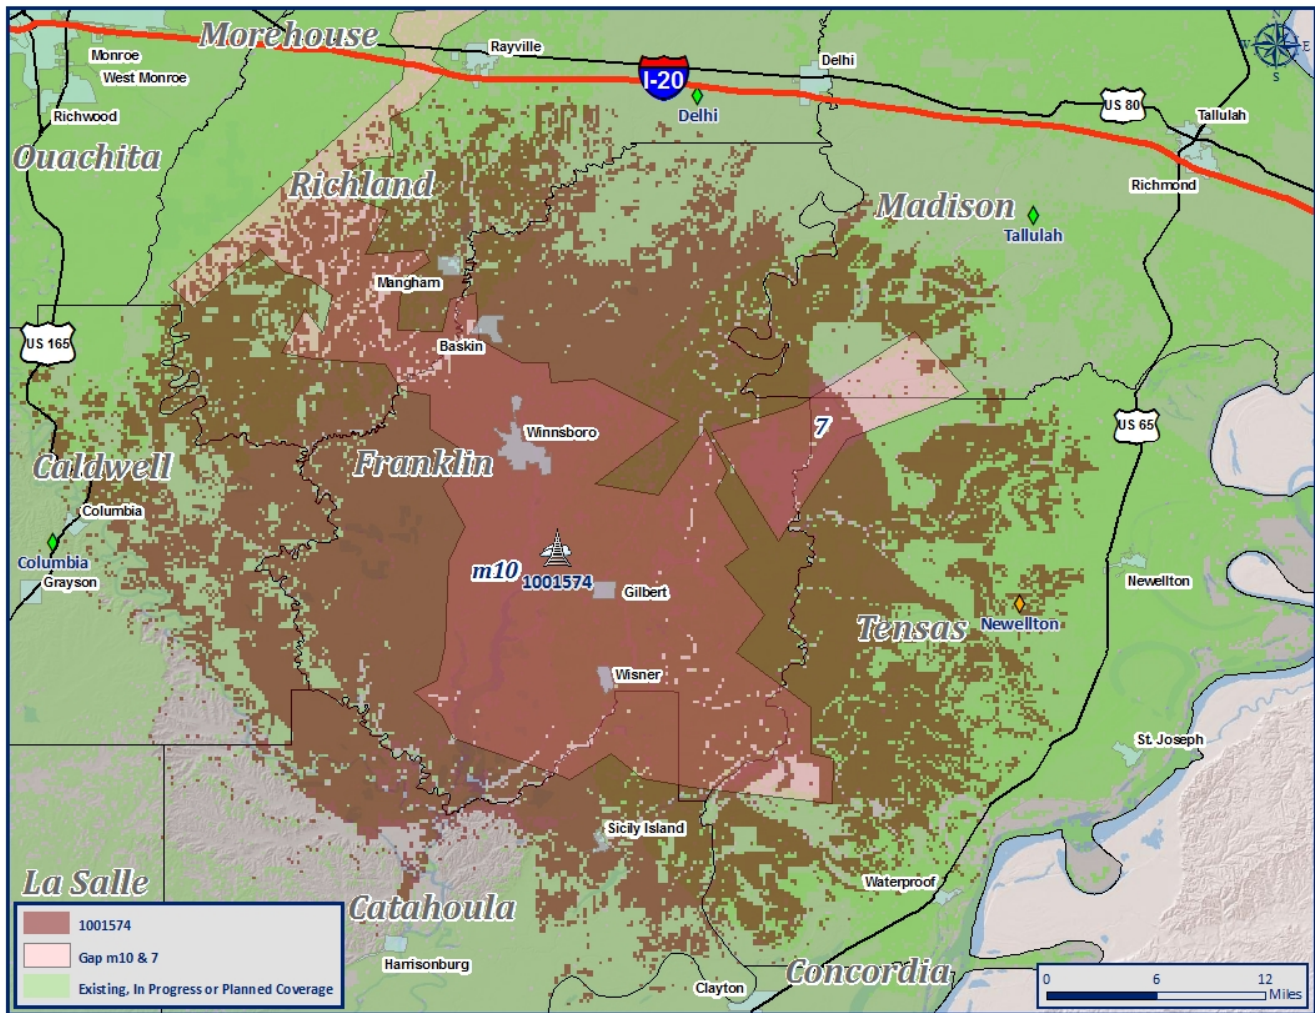 Morehouse
Rayville
Monroe
West Monroe
Delhi
I-20
Delhi
US 80
Tallulah
Richwood
Ouachita
Richland
Richmond
Madison
Tallulah
N
W
E
S
Mangham
US 165
Baskin
7
US 65
Winnsboro
Franklin
Caldwell
Columbia
Columbia
Grayson
m10
1001574
Gilbert
Newellton
Newellton
Tensas
Wisner
St. Joseph
Sicily Island
Waterproof
La Salle
Catahoula
Harrisonburg
Concordia
Clayton
1001574
Gap m10 & 7
Existing, In Progress or Planned Coverage
0 6 12
Miles